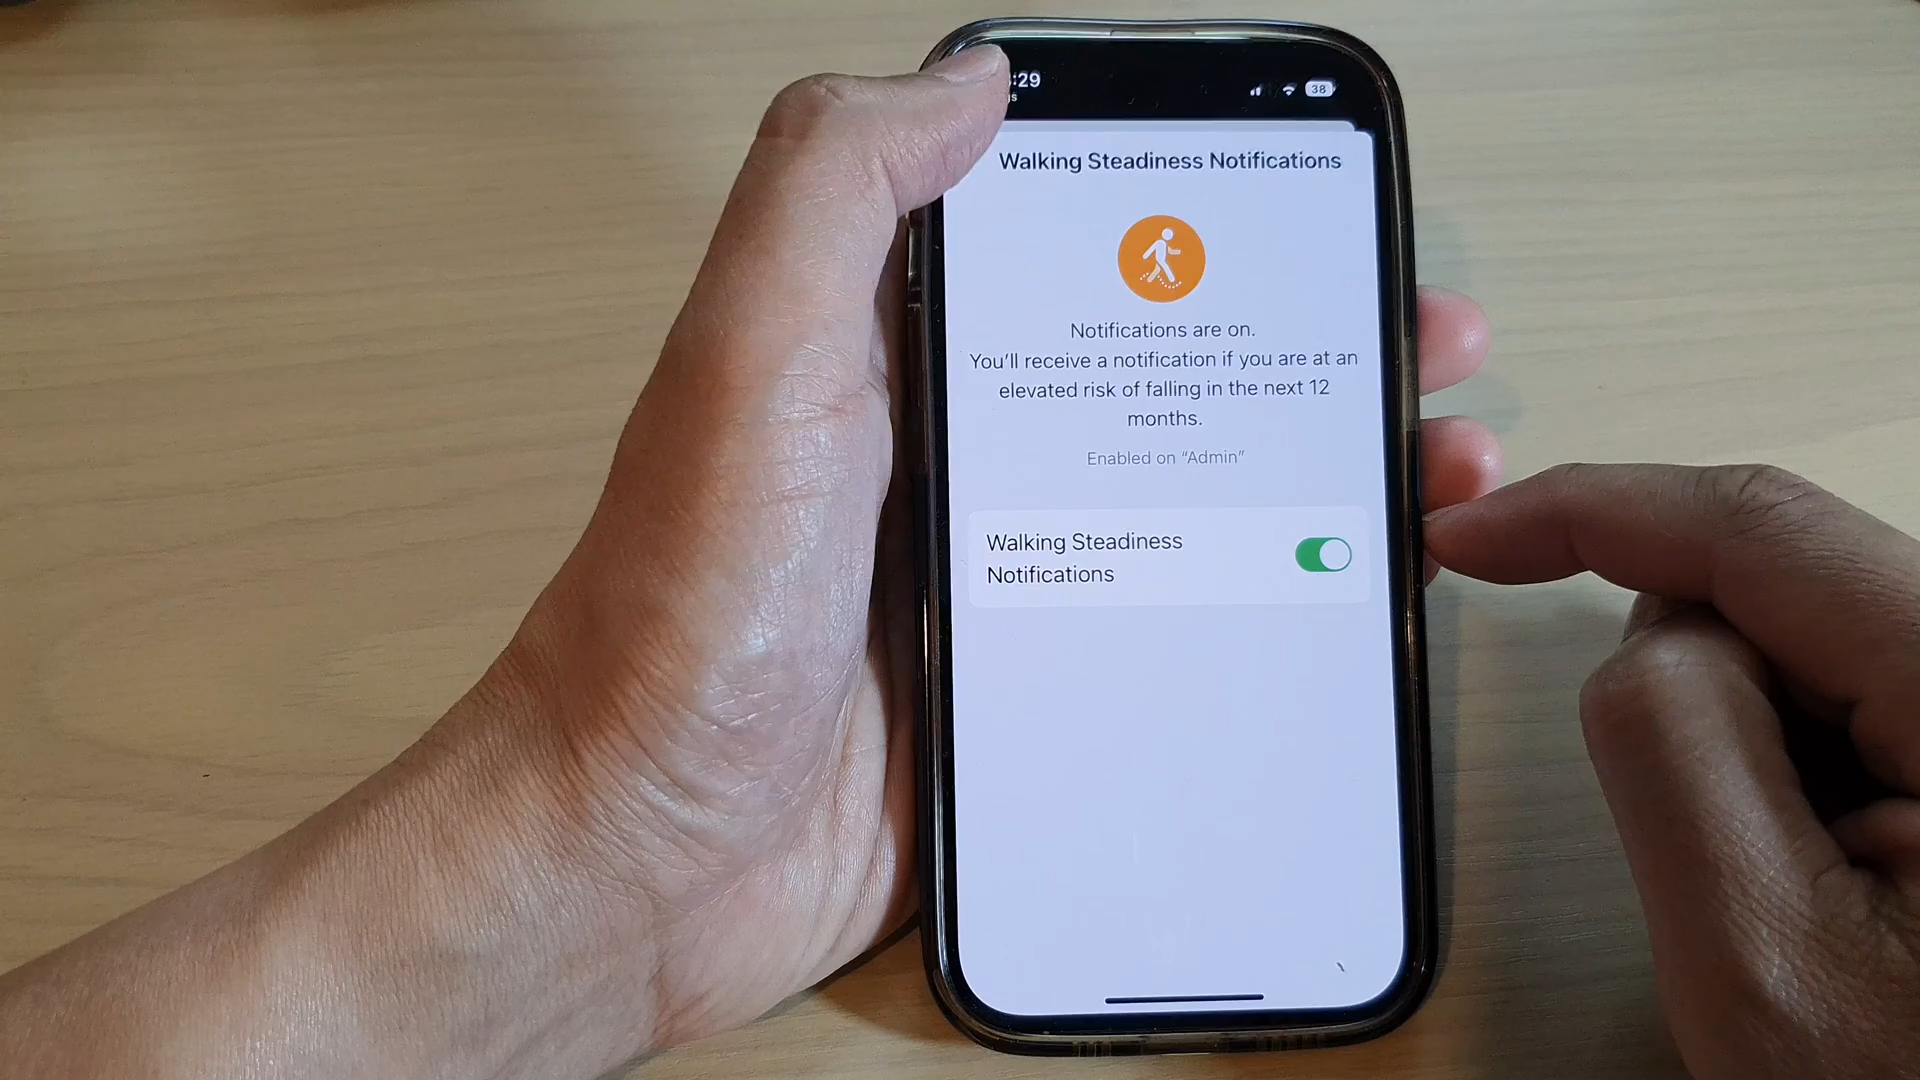 :29
38
Walking Steadiness Notifications
Notifications are on.
You'll receive a notification if you are at an
elevated risk of falling in the next 12
months.
Enabled on “Admin”
Walking Steadiness
Notifications